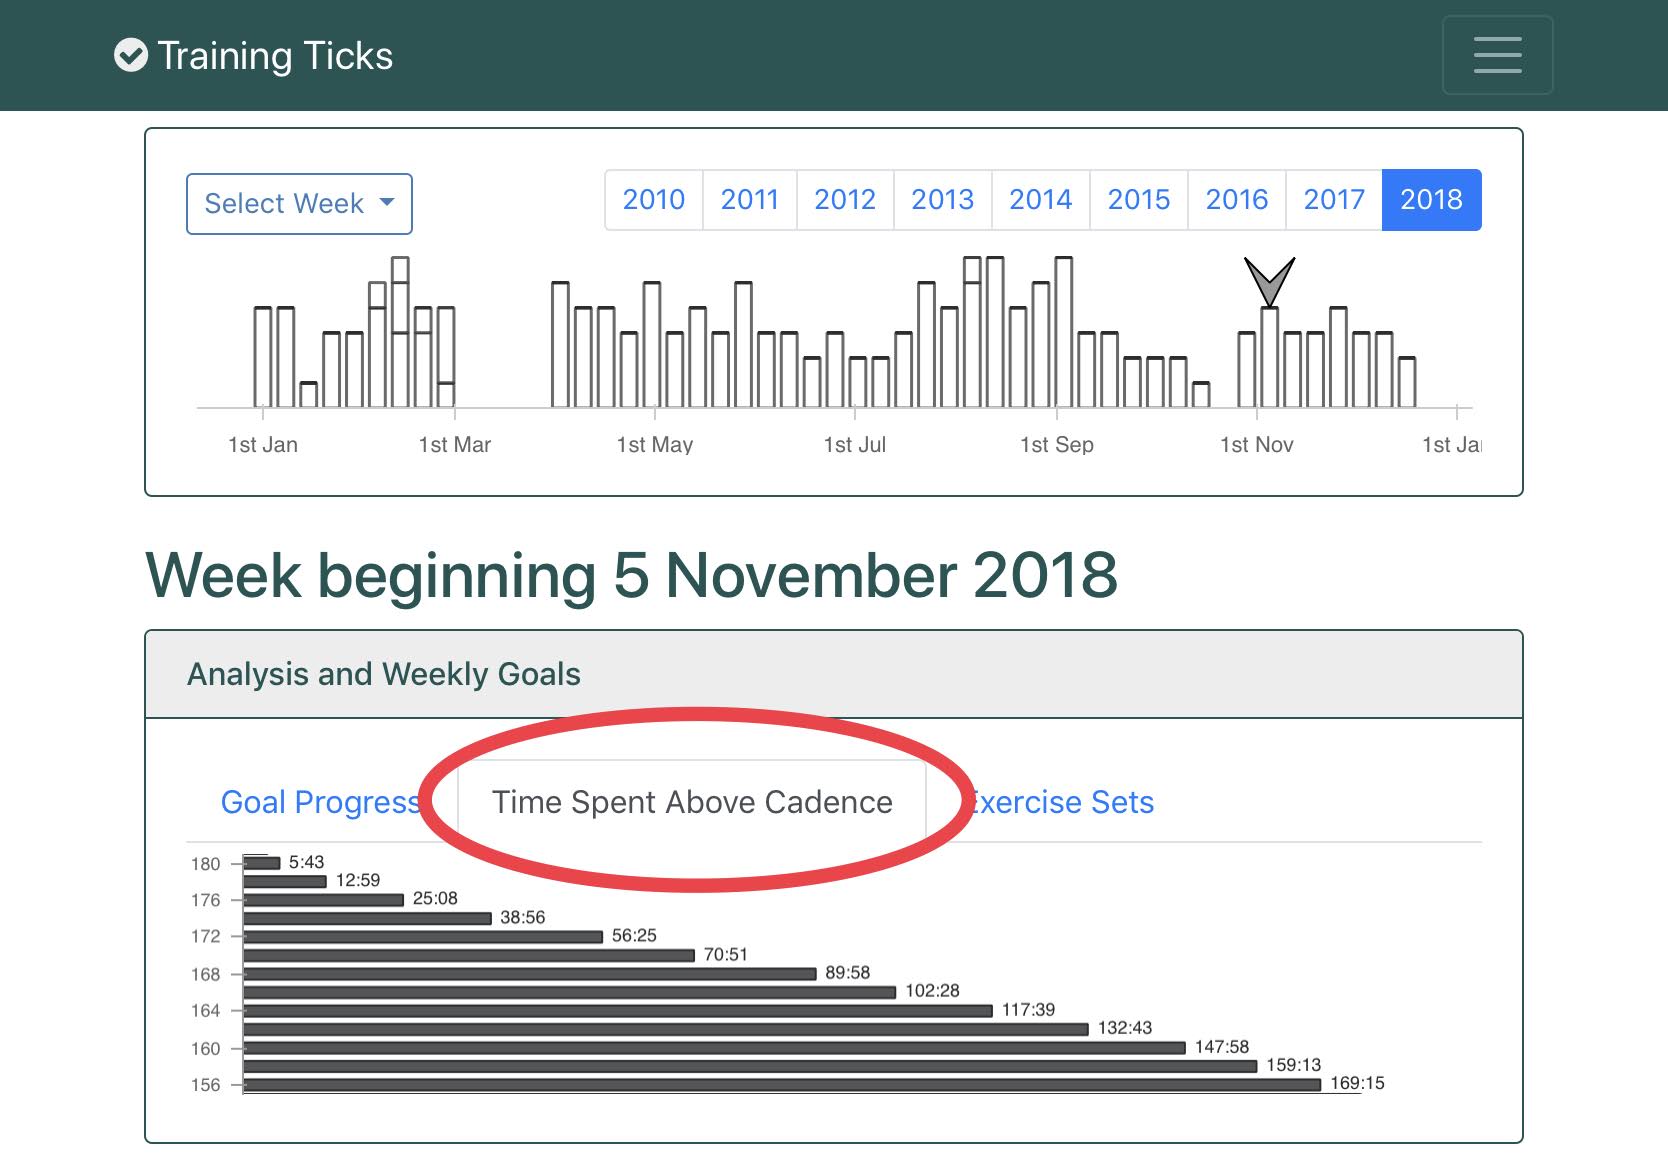 Training Ticks
Select Week
2010 2011 2012 2013 2014 2015 2016 2017 2018
1st Jan 1st Mar 1st May 1st Jul 1st Sep 1st Nov 1st Ja
Week beginning 5 November 2018
Analysis and Weekly Goals
Goal Progress Time Spent Above Cadence Exercise Sets
180 5:43
12:59
176 25:08
38:56
172 56:25
70:51
168 89:58
102:28
164 117:39
132:43
160 147:58
159:13
156 169:15